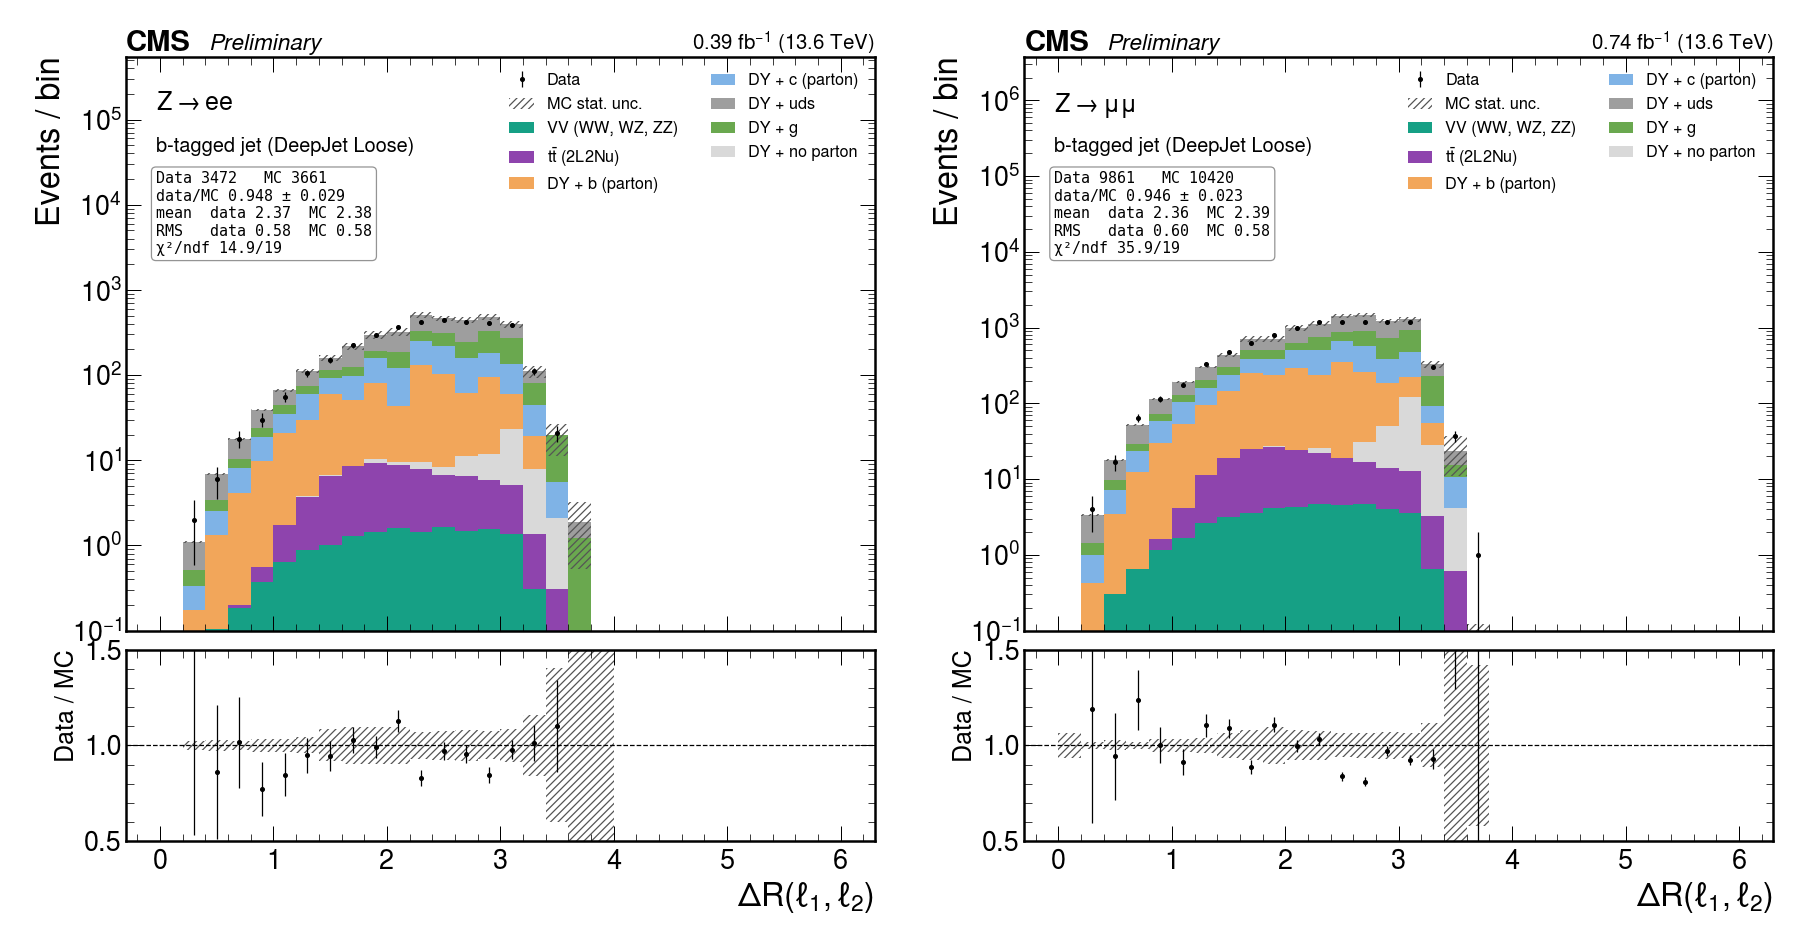 CMS Preliminary 0.39 fb⁻¹ (13.6 TeV)
Events / bin
Z → ee
b-tagged jet (DeepJet Loose)
Data 3472   MC 3661
data/MC 0.948 ± 0.029
mean  data 2.37  MC 2.38
RMS   data 0.58  MC 0.58
χ²/ndf 14.9/19
Data
MC stat. unc.
VV (WW, WZ, ZZ)
tt̄ (2L2Nu)
DY + b (parton)
DY + c (parton)
DY + uds
DY + g
DY + no parton
10⁵
10⁴
10³
10²
10¹
10⁰
10⁻¹
Data / MC
1.5
1.0
0.5
0 1 2 3 4 5 6
ΔR(ℓ₁, ℓ₂)
CMS Preliminary 0.74 fb⁻¹ (13.6 TeV)
Events / bin
Z → μμ
b-tagged jet (DeepJet Loose)
Data 9861   MC 10420
data/MC 0.946 ± 0.023
mean  data 2.36  MC 2.39
RMS   data 0.60  MC 0.58
χ²/ndf 35.9/19
Data
MC stat. unc.
VV (WW, WZ, ZZ)
tt̄ (2L2Nu)
DY + b (parton)
DY + c (parton)
DY + uds
DY + g
DY + no parton
10⁶
10⁵
10⁴
10³
10²
10¹
10⁰
10⁻¹
Data / MC
1.5
1.0
0.5
0 1 2 3 4 5 6
ΔR(ℓ₁, ℓ₂)